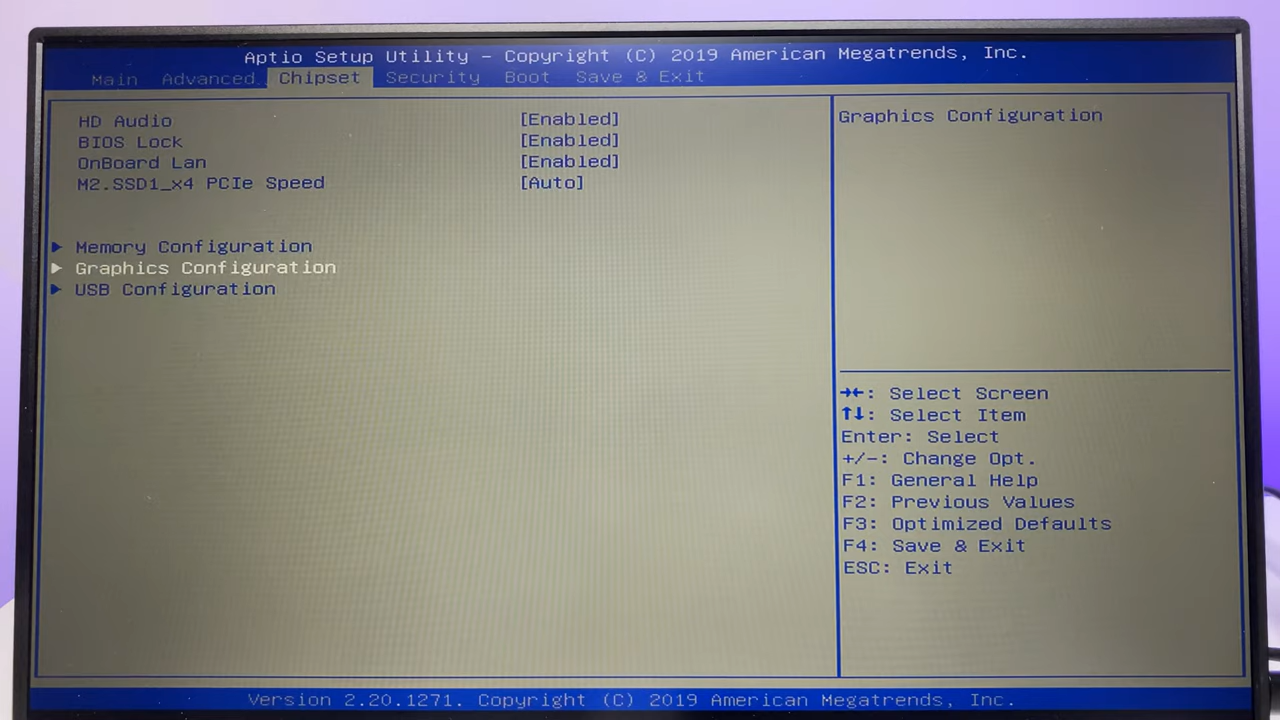 Aptio Setup Utility – Copyright (C) 2019 American Megatrends, Inc.
Main Advanced Chipset Security Boot Save & Exit
HD Audio [Enabled]
BIOS Lock [Enabled]
OnBoard Lan [Enabled]
M2.SSD1_x4 PCIe Speed [Auto]
▶ Memory Configuration
▶ Graphics Configuration
▶ USB Configuration
Graphics Configuration
→←: Select Screen
↑↓: Select Item
Enter: Select
+/-: Change Opt.
F1: General Help
F2: Previous Values
F3: Optimized Defaults
F4: Save & Exit
ESC: Exit
Version 2.20.1271. Copyright (C) 2019 American Megatrends, Inc.